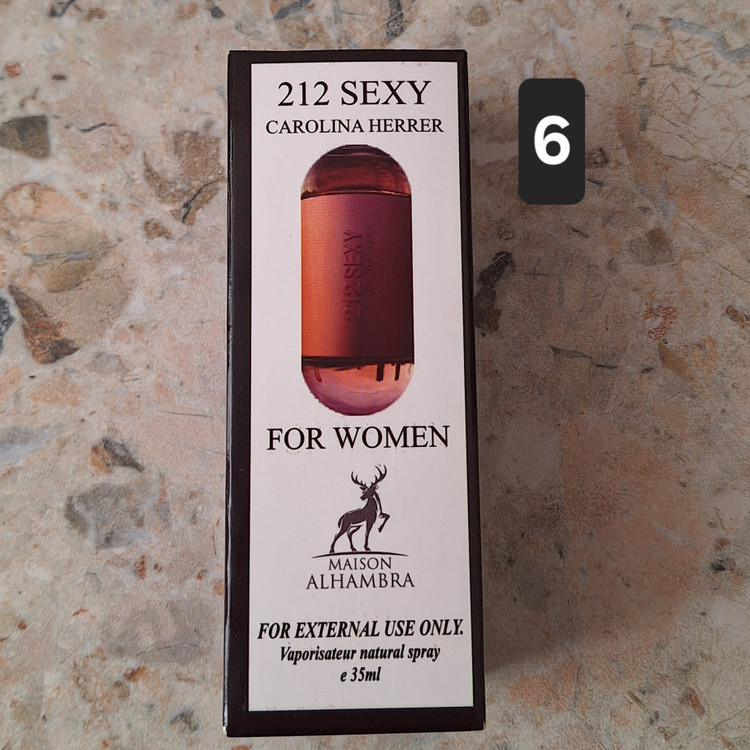 212 SEXY
CAROLINA HERRER
212 SEXY
FOR WOMEN
MAISON
ALHAMBRA
FOR EXTERNAL USE ONLY.
Vaporisateur natural spray
e 35ml
6